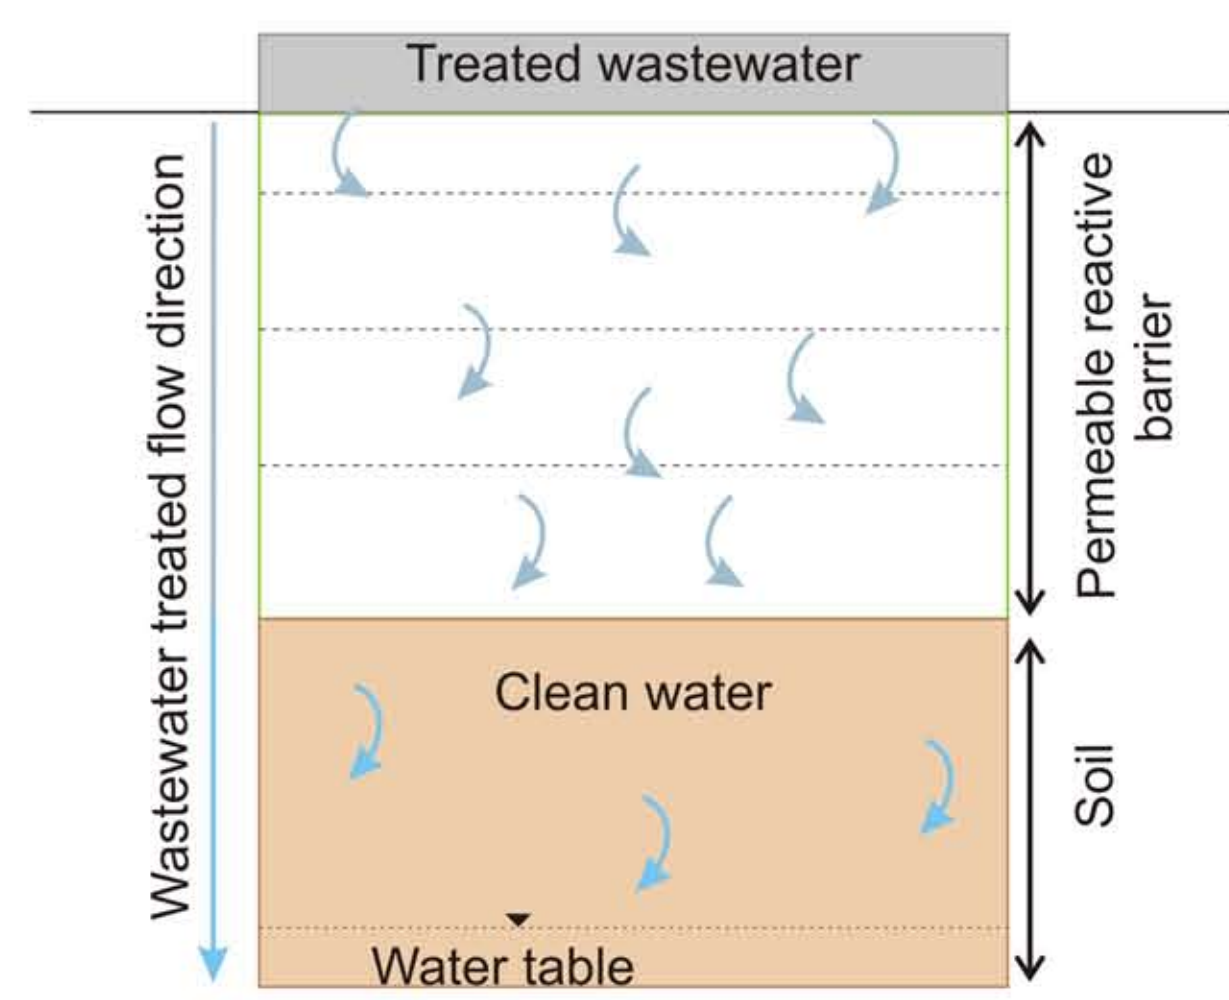 Treated wastewater
Wastewater treated flow direction
Permeable reactive
barrier
Clean water
Soil
Water table